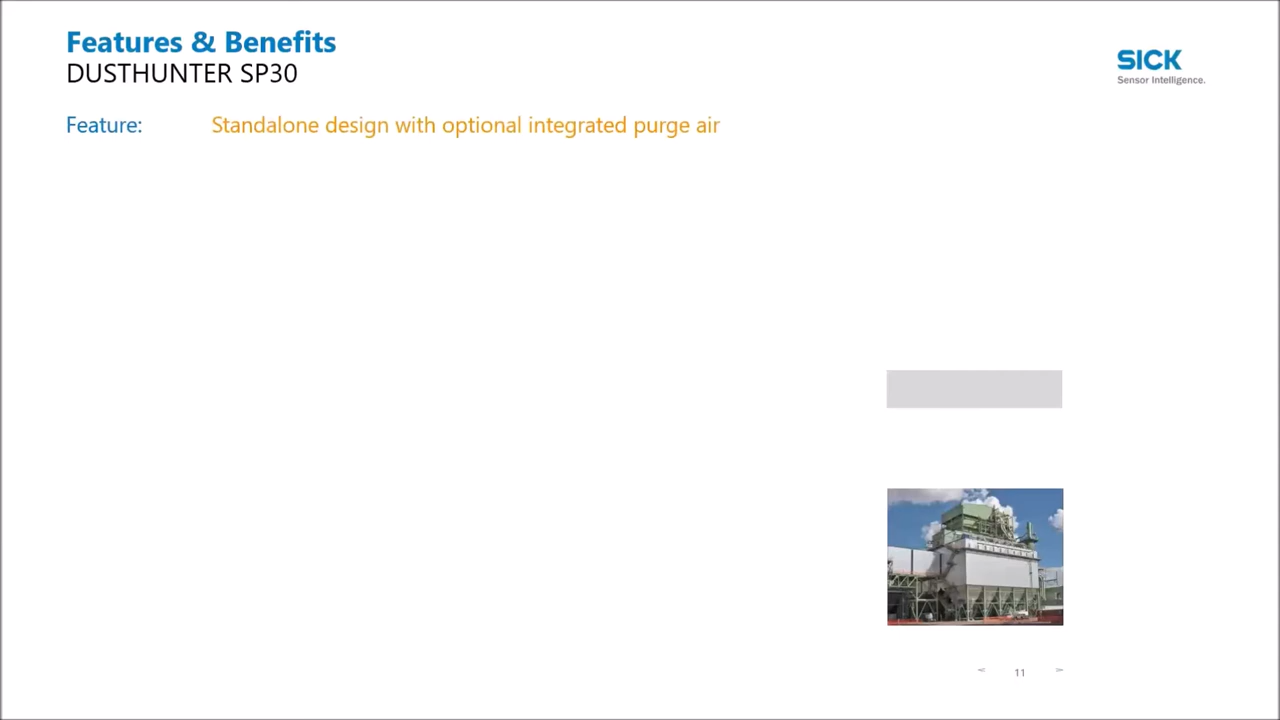 Features & Benefits
DUSTHUNTER SP30
SICK
Sensor Intelligence.
Feature: Standalone design with optional integrated purge air
< 11 >